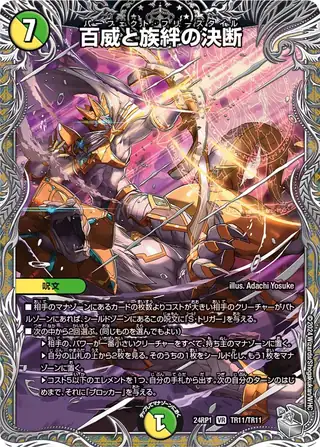 7
パーフェクト・プリズスタイル
百威と族絆の決断
illus. Adachi Yosuke
呪文
■相手のマナゾーンにあるカードの枚数よりコストが大きい相手のクリーチャーがバト
ルゾーンにあれば、シールドゾーンにあるこの呪文に「S・トリガー」を与える。
■次の中から2回選ぶ。(同じものを選んでもよい)
▶相手の、パワーが一番小さいクリーチャーをすべて、持ち主のマナゾーンに置く。
▶自分の山札の上から2枚を見る。そのうちの1枚をシールド化し、もう1枚をマナ
に置く。
▶コスト5以下のエレメントを1つ、自分の手札から出す。次の自分のターンのはじ
めまで、それに「ブロッカー」を与える。
1
24RP1 VR TR11/TR11